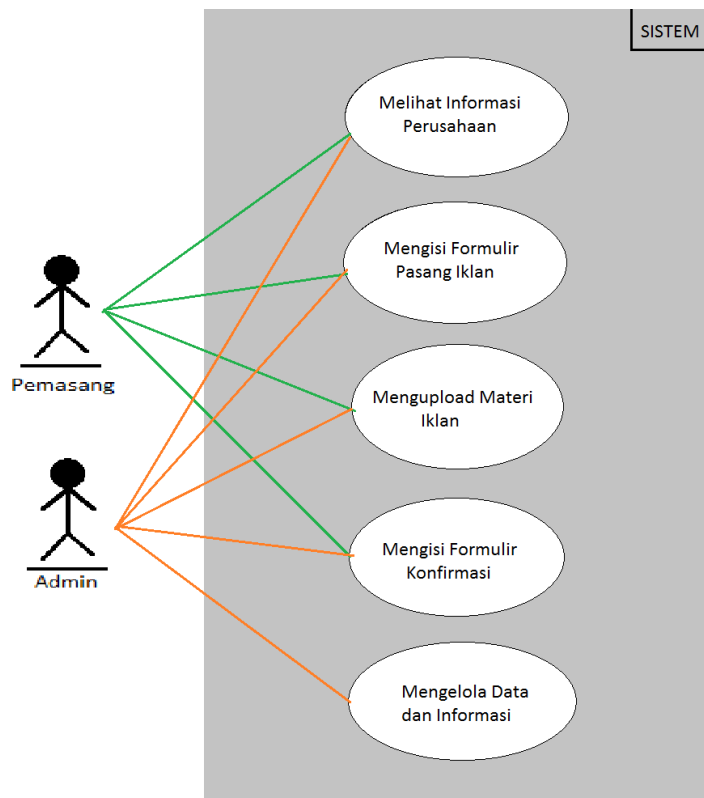 SISTEM
Melihat Informasi
Perusahaan
Mengisi Formulir
Pasang Iklan
Pemasang
Mengupload Materi
Iklan
Admin
Mengisi Formulir
Konfirmasi
Mengelola Data
dan Informasi